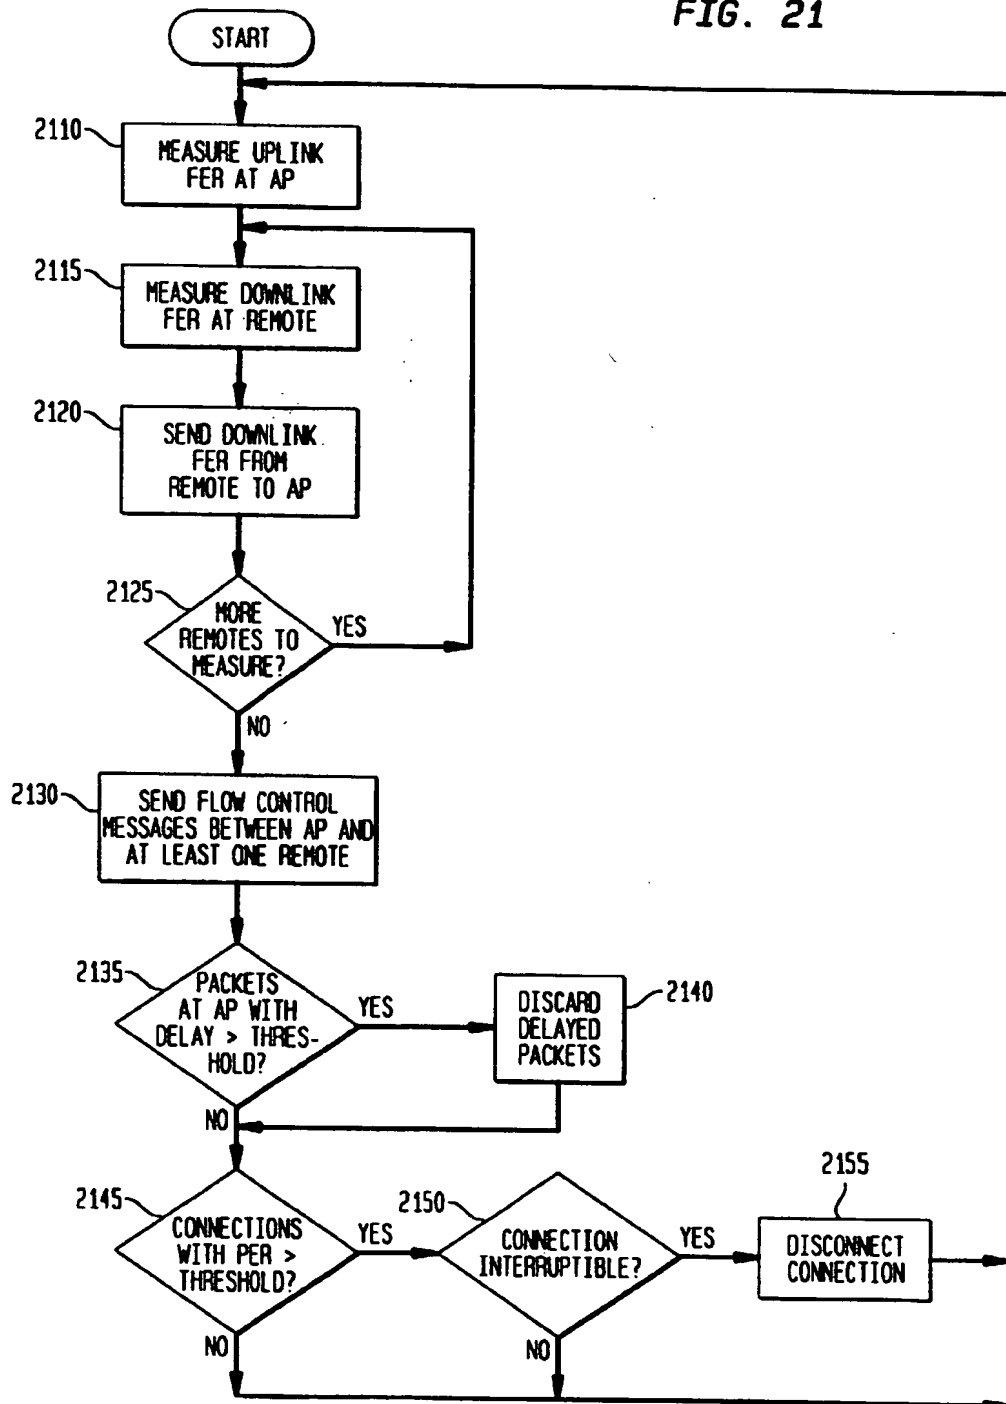 FIG. 21
START
2110
MEASURE UPLINK
FER AT AP
2115
MEASURE DOWNLINK
FER AT REMOTE
2120
SEND DOWNLINK
FER FROM
REMOTE TO AP
2125
MORE
REMOTES TO
MEASURE?
YES
NO
2130
SEND FLOW CONTROL
MESSAGES BETWEEN AP AND
AT LEAST ONE REMOTE
2135
PACKETS
AT AP WITH
DELAY > THRES-
HOLD?
YES
NO
2140
DISCARD
DELAYED
PACKETS
2145
CONNECTIONS
WITH PER >
THRESHOLD?
YES
NO
2150
CONNECTION
INTERRUPTIBLE?
YES
NO
2155
DISCONNECT
CONNECTION